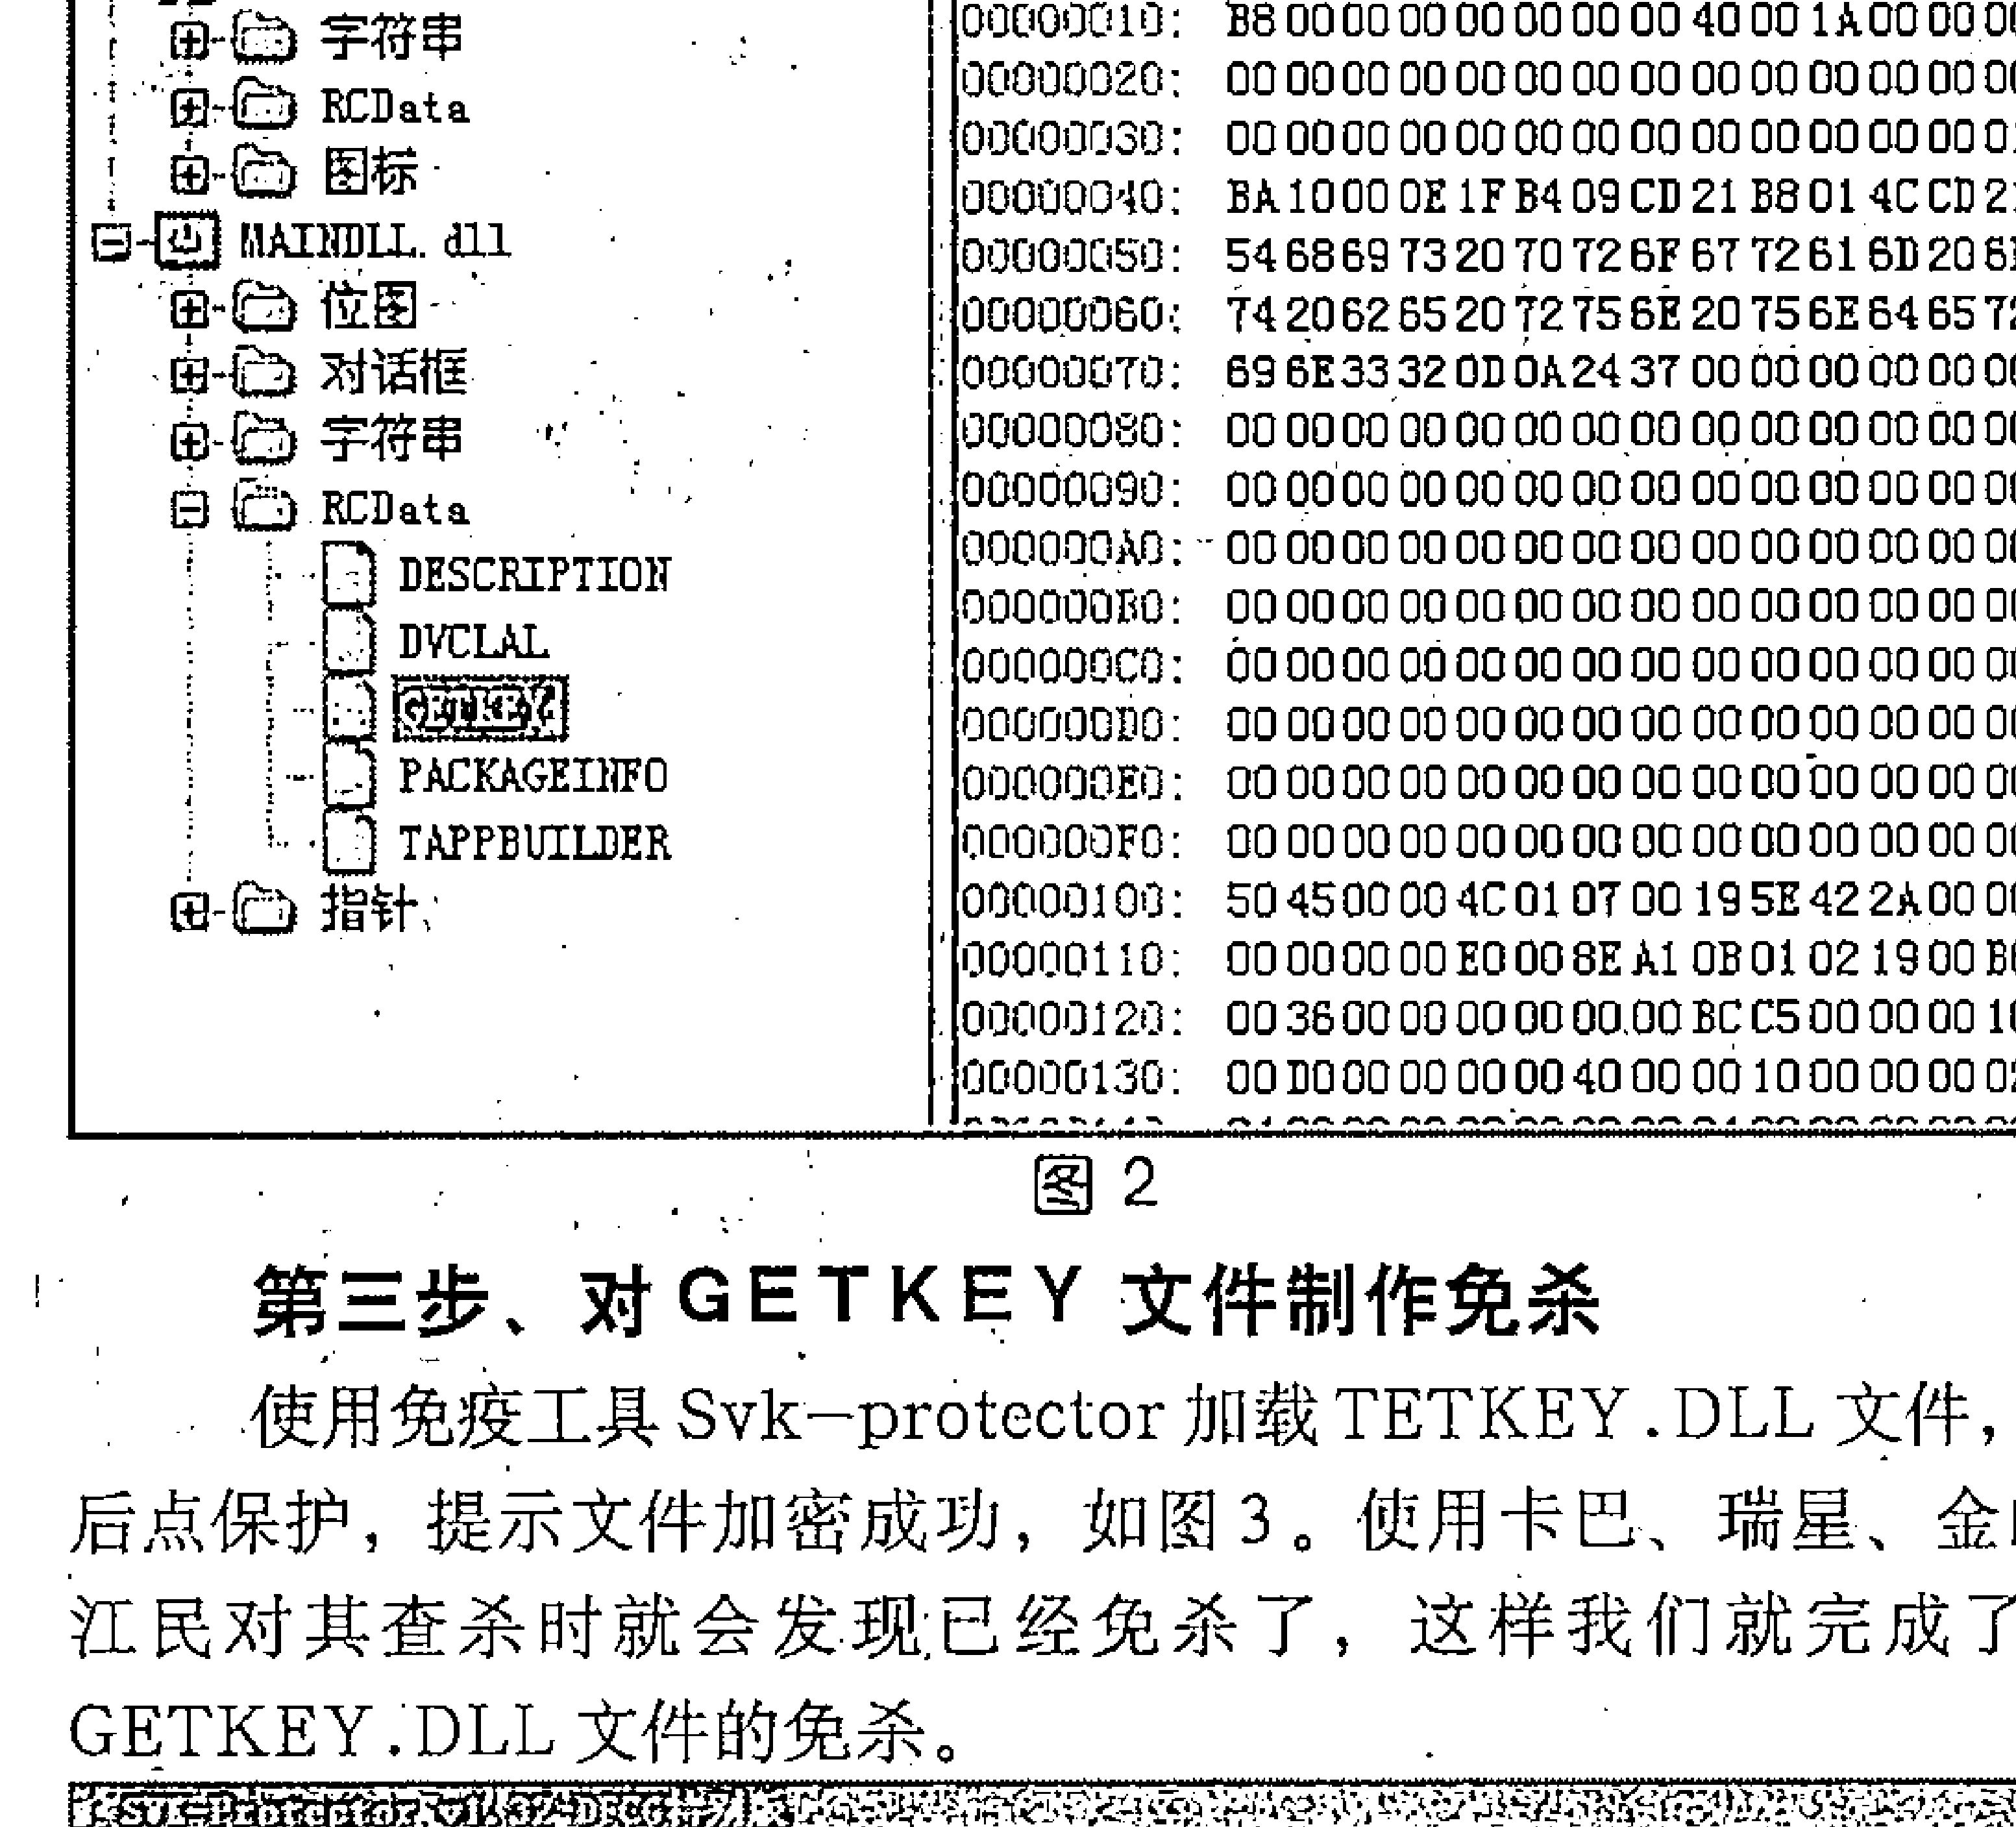 字符串
RCData
图标
MAINDLL.dll
位图
对话框
字符串
RCData
DESCRIPTION
DVCLAL
GETKEY
PACKAGEINFO
TAPPBUILDER
指针
00000010: B8 00 00 00 00 00 00 00 40 00 1A 00 00 00
00000020: 00 00 00 00 00 00 00 00 00 00 00 00 00
00000030: 00 00 00 00 00 00 00 00 00 00 00 00 00
00000040: BA 10 00 0E 1F B4 09 CD 21 B8 01 4C CD 21
00000050: 54 68 69 73 20 70 72 6F 67 72 61 6D 20
00000060: 74 20 62 65 20 72 75 6E 20 75 6E 64 65 72
00000070: 69 6E 33 32 0D 0A 24 37 00 00 00 00 00
00000080: 00 00 00 00 00 00 00 00 00 00 00 00 00
00000090: 00 00 00 00 00 00 00 00 00 00 00 00 00
000000A0: 00 00 00 00 00 00 00 00 00 00 00 00 00
000000B0: 00 00 00 00 00 00 00 00 00 00 00 00 00
000000C0: 00 00 00 00 00 00 00 00 00 00 00 00 00
000000D0: 00 00 00 00 00 00 00 00 00 00 00 00 00
000000E0: 00 00 00 00 00 00 00 00 00 00 00 00 00
000000F0: 00 00 00 00 00 00 00 00 00 00 00 00 00
00000100: 50 45 00 00 4C 01 07 00 19 5E 42 2A 00
00000110: 00 00 00 00 E0 00 8E A1 0B 01 02 19 00
00000120: 00 36 00 00 00 00 00 00 BC C5 00 00 00
00000130: 00 D0 00 00 00 00 40 00 00 10 00 00 00
图 2
第三步、对 GETKEY 文件制作免杀
使用免疫工具 Svk-protector 加载 TETKEY.DLL 文件，
后点保护，提示文件加密成功，如图 3。使用卡巴、瑞星、金
江民对其查杀时就会发现已经免杀了，这样我们就完成了
GETKEY.DLL 文件的免杀。